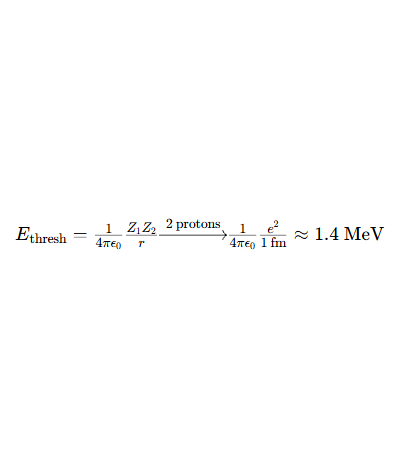 E_thresh = 1/(4πϵ₀) Z₁Z₂/r —2 protons→ 1/(4πϵ₀) e²/(1 fm) ≈ 1.4 MeV